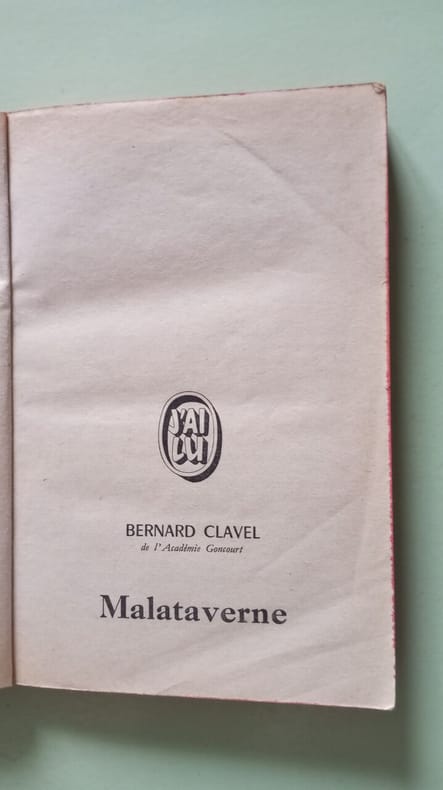 J'AI
LU
BERNARD CLAVEL
de l'Académie Goncourt
Malataverne